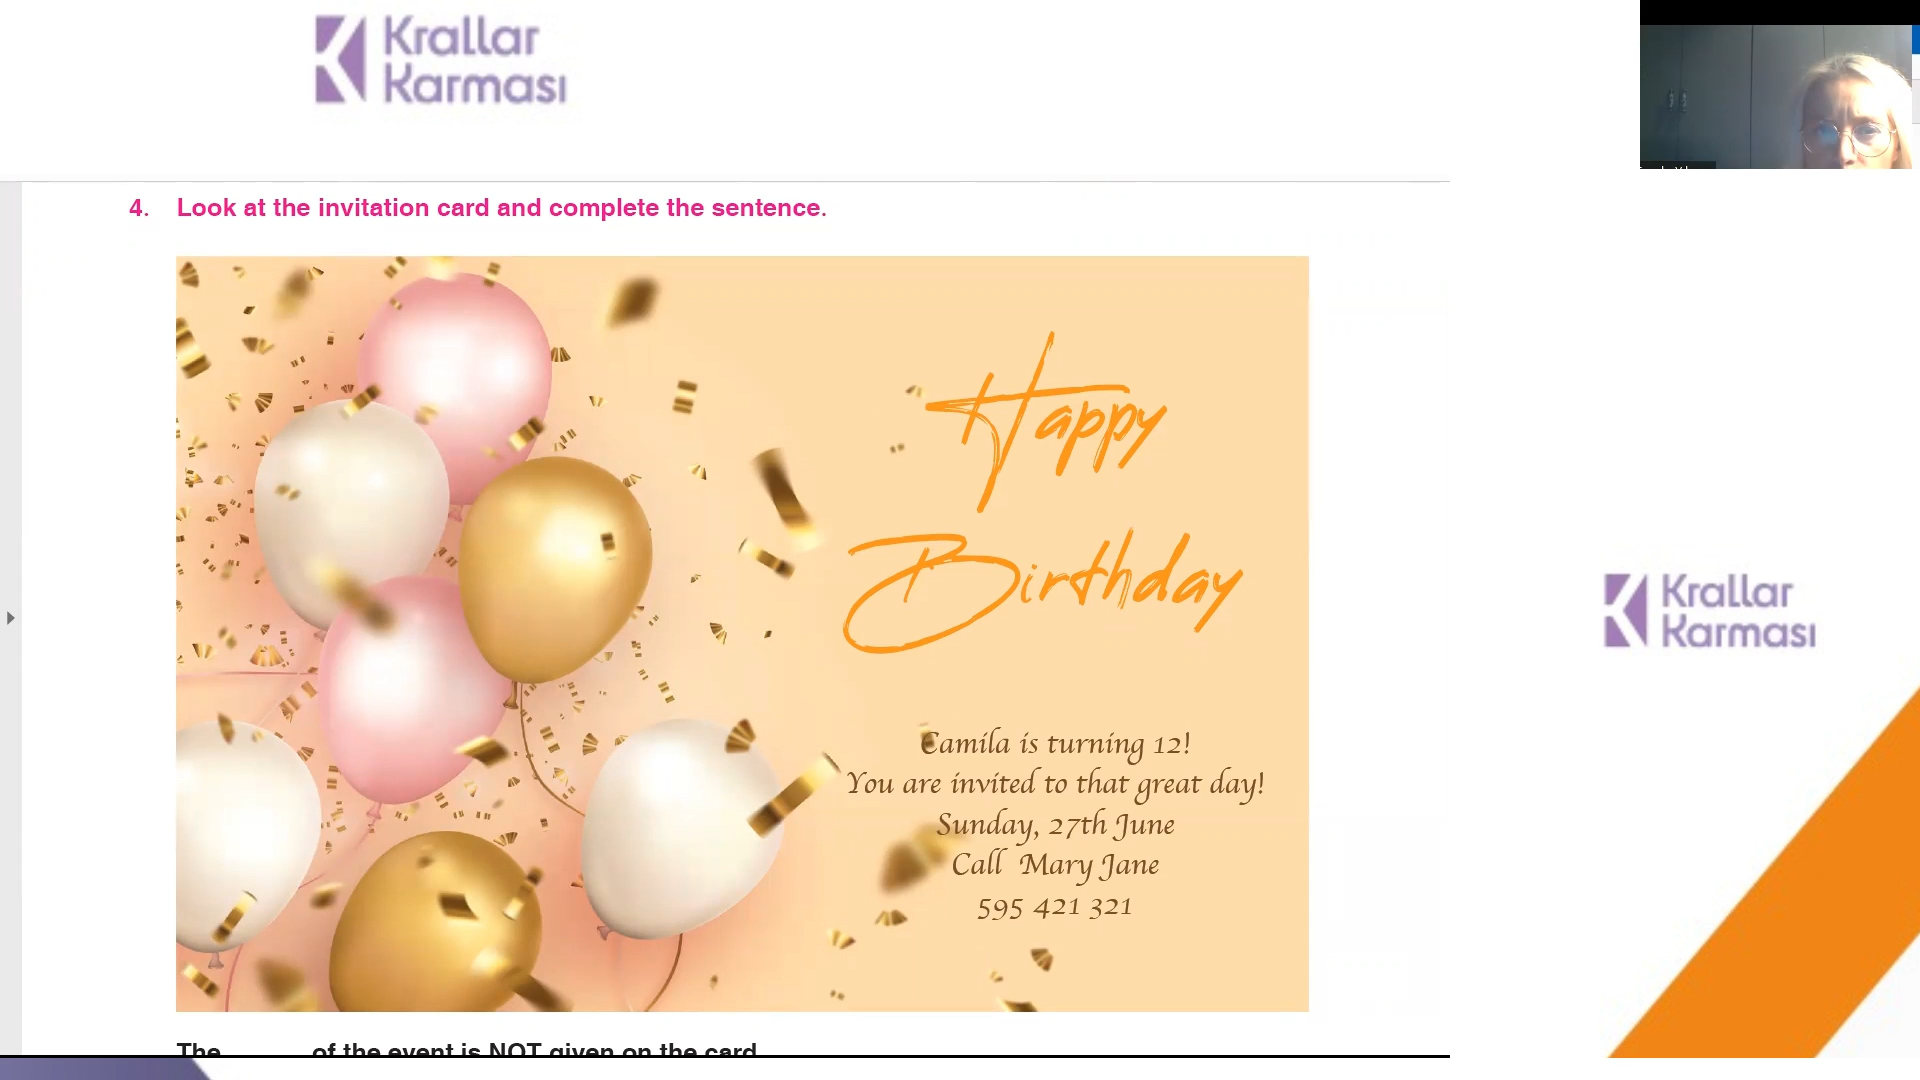 Krallar
Karması
4. Look at the invitation card and complete the sentence.
Happy
Birthday
Camila is turning 12!
You are invited to that great day!
Sunday, 27th June
Call Mary Jane
595 421 321
The ______ of the event is NOT given on the card
Krallar
Karması